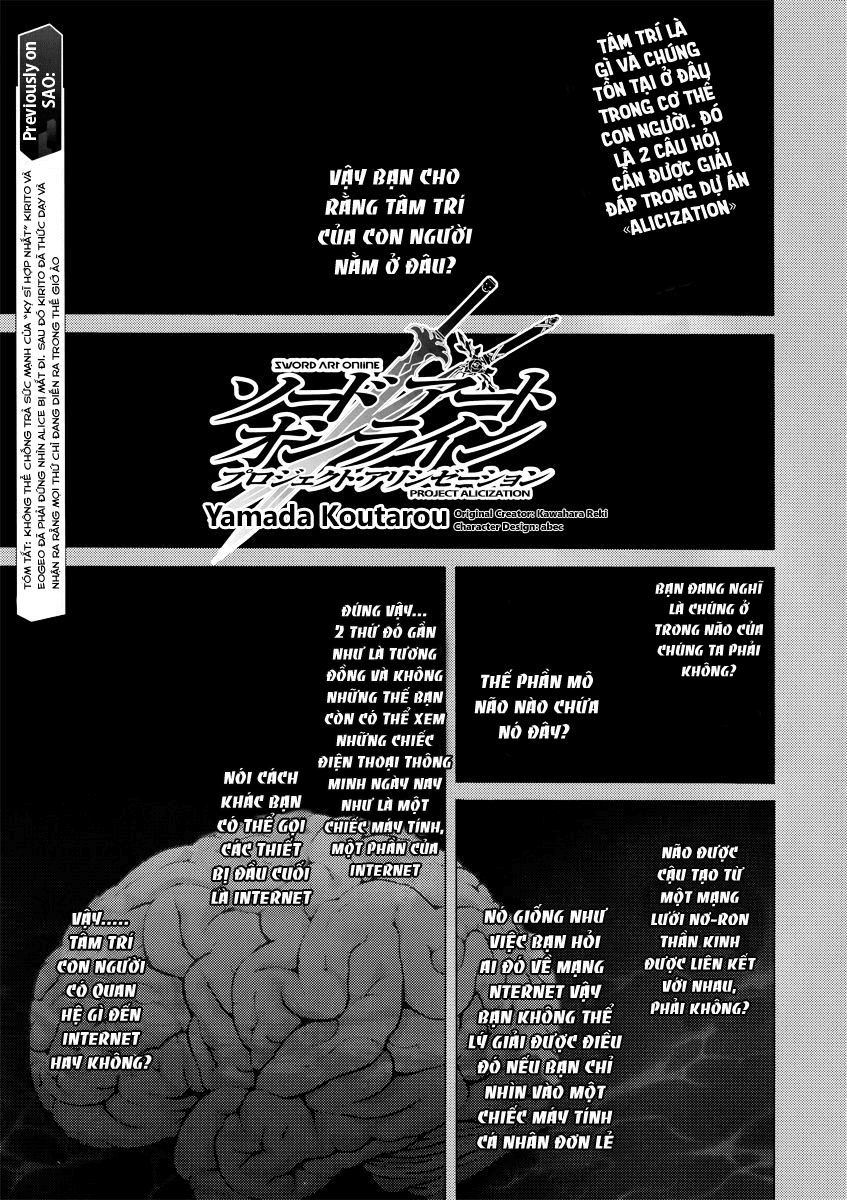 TÂM TRÍ LÀ
GÌ VÀ CHÚNG
TỒN TẠI Ở ĐÂU
TRONG CƠ THỂ
CON NGƯỜI. ĐÓ
LÀ 2 CÂU HỎI
CẦN ĐƯỢC GIẢI
ĐÁP TRONG DỰ ÁN
«ALICIZATION»
VẬY BẠN CHO
RẰNG TÂM TRÍ
CỦA CON NGƯỜI
NẰM Ở ĐÂU?
Previously on
SAO:
TÓM TẮT: KHÔNG THỂ CHỐNG TRẢ SỨC MẠNH CỦA "KỴ SĨ HỢP NHẤT" KIRITO VÀ
EOGEO ĐÃ PHẢI ĐỨNG NHÌN ALICE BỊ MẤT ĐI. SAU ĐÓ KIRITO ĐÃ THỨC DAY VÀ
NHẬN RA RẰNG MỌI THỨ CHỈ ĐANG DIỄN RA TRONG THẾ GIỚ ẢO
SWORD ART ONLINE
ソードアート
オンライン
プロジェクト・アリシゼーション
PROJECT ALICIZATION
Yamada Koutarou
Original Creator: Kawahara Reki
Character Design: abec
BẠN ĐANG NGHĨ
LÀ CHÚNG Ở
TRONG NÃO CỦA
CHÚNG TA PHẢI
KHÔNG?
THẾ PHẦN MÔ
NÃO NÀO CHỨA
NÓ ĐÂY?
NÃO ĐƯỢC
CẤU TẠO TỪ
MỘT MẠNG
LƯỚI NƠ-RON
THẦN KINH
ĐƯỢC LIÊN KẾT
VỚI NHAU,
PHẢI KHÔNG?
NÓ GIỐNG NHƯ
VIỆC BẠN HỎI
AI ĐÓ VỀ MẠNG
NTERNET VẬY
BẠN KHÔNG THỂ
LÝ GIẢI ĐƯỢC ĐIỀU
ĐÓ NẾU BẠN CHỈ
NHÌN VÀO MỘT
CHIẾC MÁY TÍNH
CÁ NHÂN ĐƠN LẺ
ĐÚNG VẬY...
2 THỨ ĐÓ GẦN
NHƯ LÀ TƯƠNG
ĐỒNG VÀ KHÔNG
NHỮNG THẾ BẠN
CÒN CÓ THỂ XEM
NHỮNG CHIẾC
ĐIỆN THOẠI THÔNG
MINH NGÀY NAY
NHƯ LÀ MỘT
CHIẾC MÁY TÍNH,
MỘT PHẦN CỦA
INTERNET
NÓI CÁCH
KHÁC BẠN
CÓ THỂ GỌI
CÁC THIẾT
BỊ ĐẦU CUỐI
LÀ INTERNET
VẬY.....
TÂM TRÍ
CON NGƯỜI
CÓ QUAN
HỆ GÌ ĐẾN
INTERNET
HAY KHÔNG?